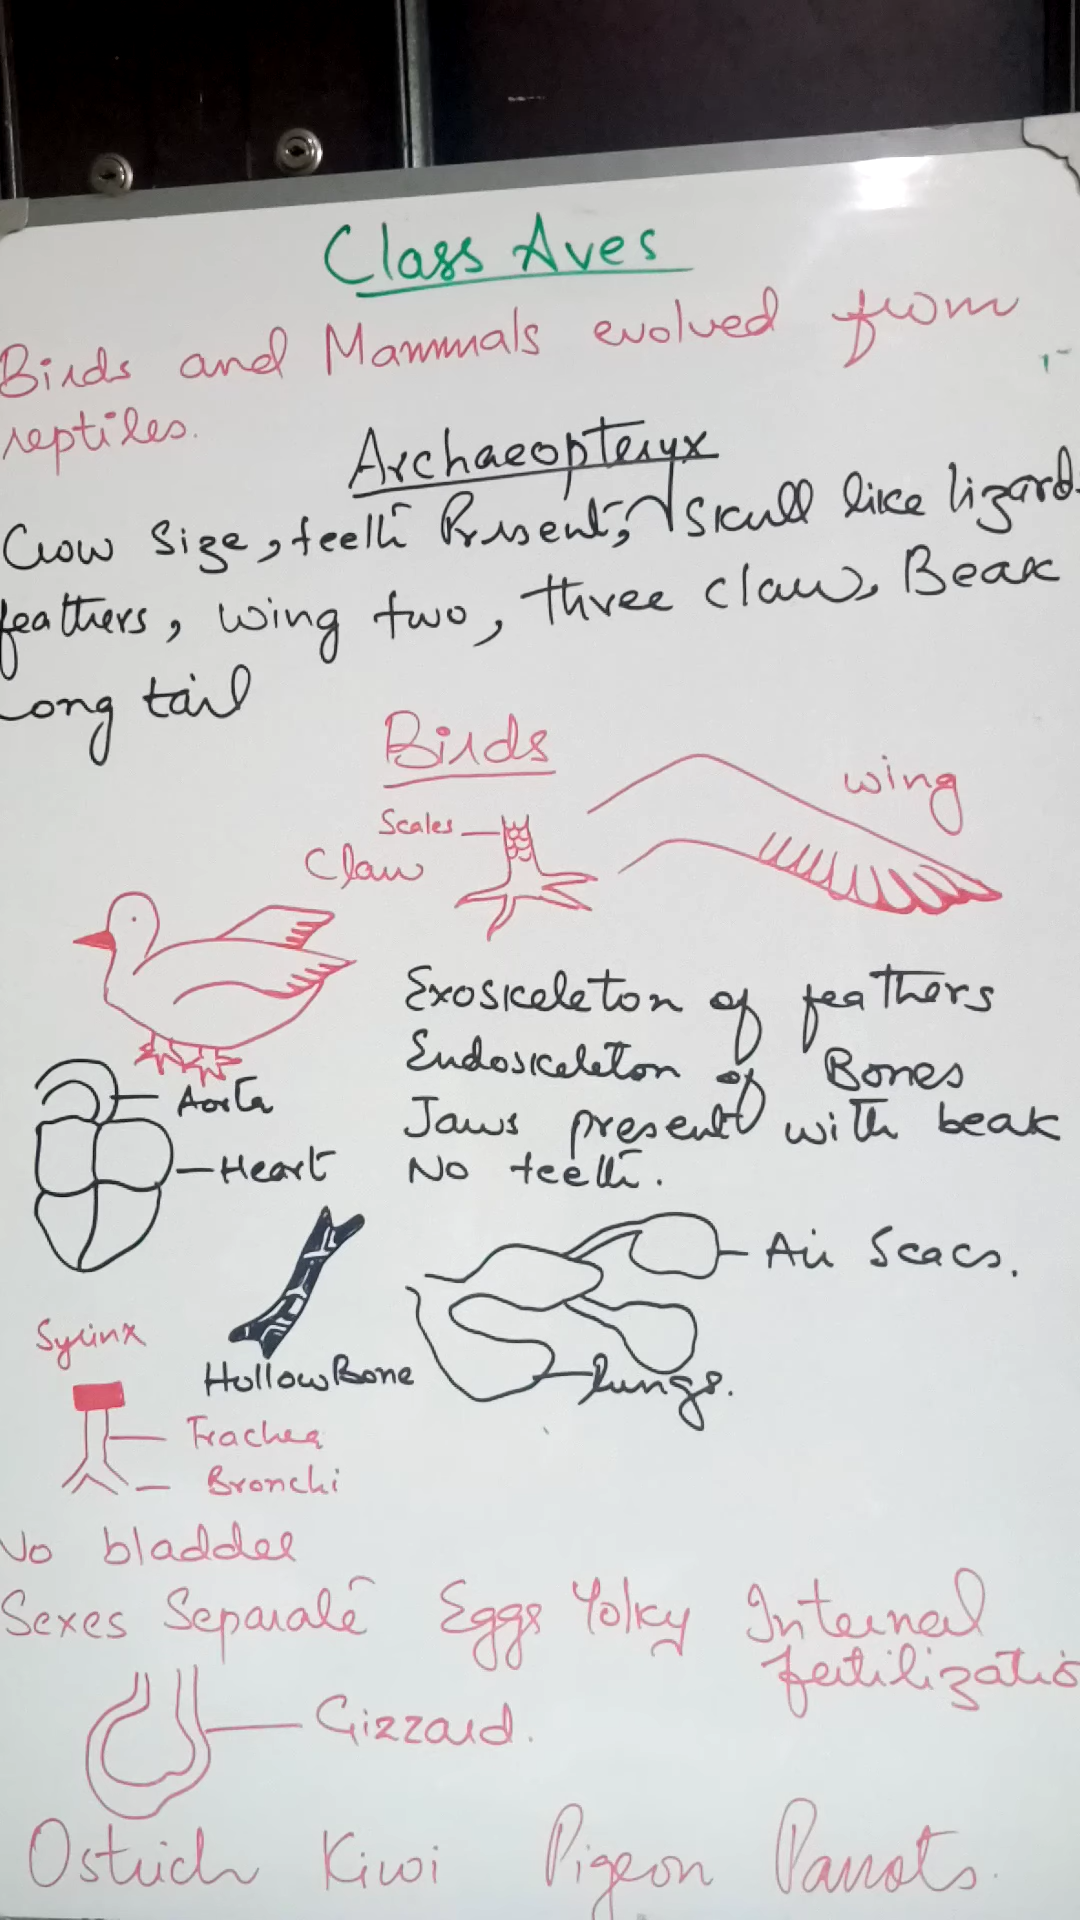 Class Aves
Birds and Mammals evolved from
reptiles.
Archaeopteryx
Crow Size, teeth Present, Skull like lizard.
feathers, wing two, three claw, Beak
Long tail
Birds
wing
Scales
Claw
Exoskeleton of feathers
Endoskeleton of Bones
Jaws present with beak
No teeth.
Aorta
Heart
Air Scacs.
Syrinx
Hollow Bone
lungs.
Trachea
Bronchi
No bladder
Sexes Separate Eggs Yolky Internal
fertilizatio
Gizzard.
Ostrich Kiwi Pigeon Parrots.